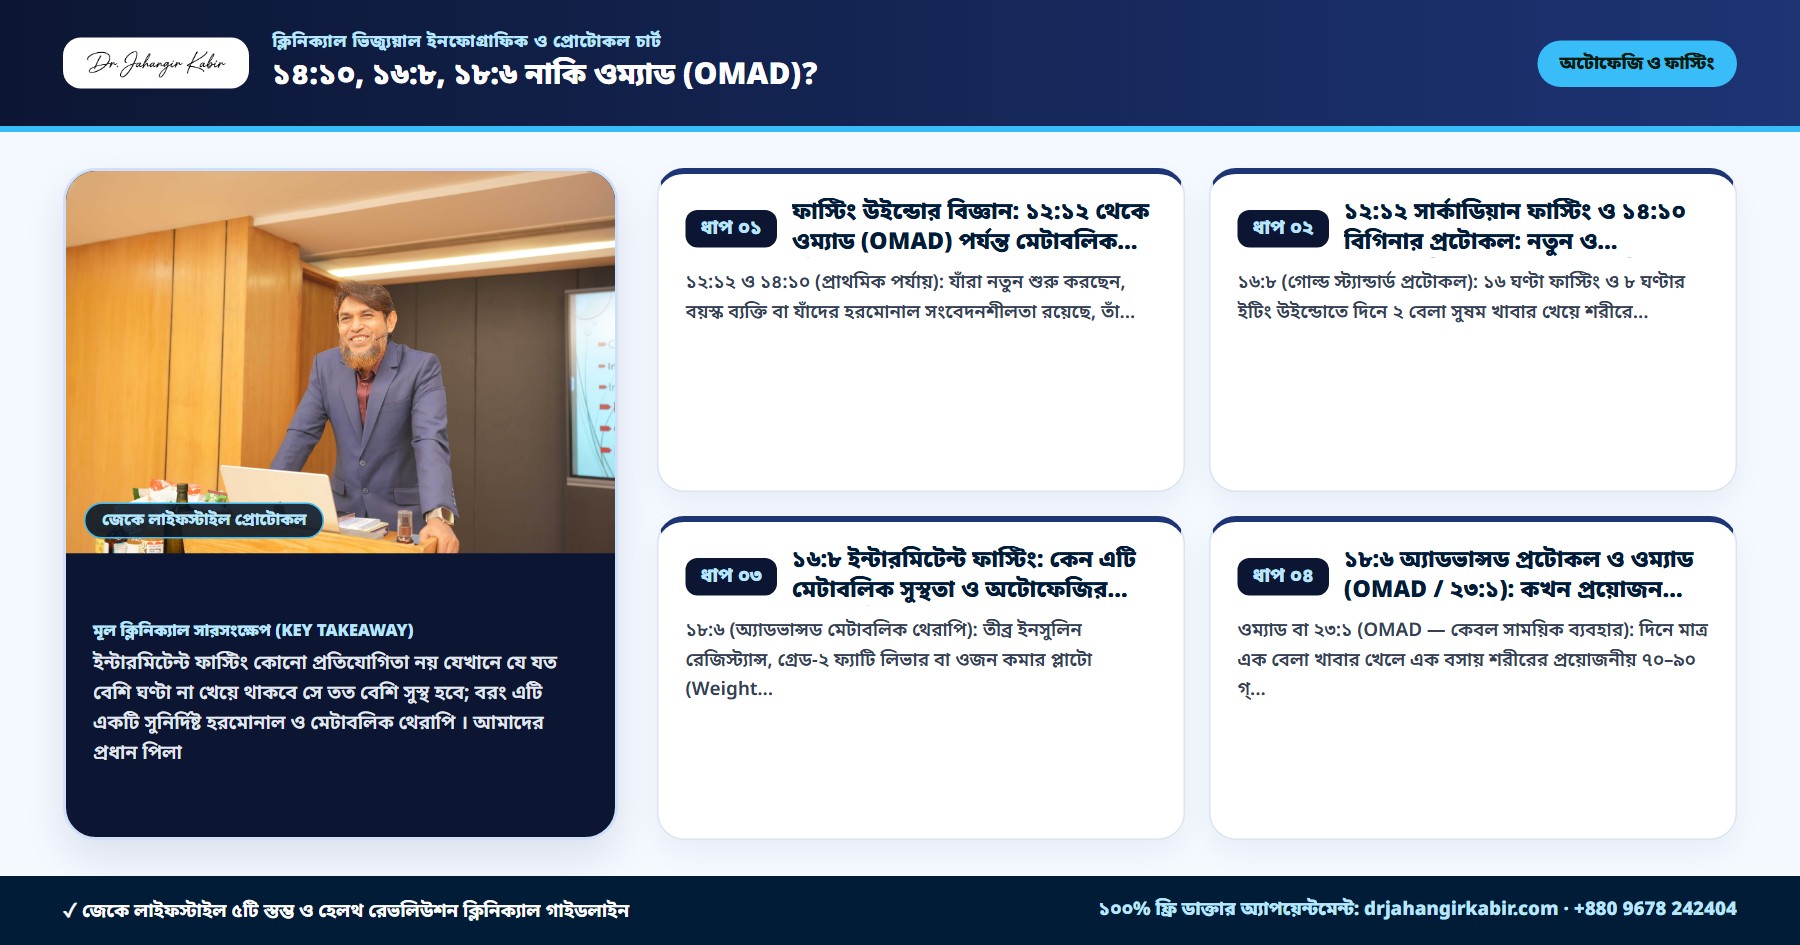 Dr. Jahangir Kabir
ক্লিনিক্যাল ভিজ্যুয়াল ইনফোগ্রাফিক ও প্রোটোকল চার্ট
১৪:১০, ১৬:৮, ১৮:৬ নাকি ওম্যাড (OMAD)?
অটোফেজি ও ফাস্টিং
জেকে লাইফস্টাইল প্রোটোকল
মূল ক্লিনিক্যাল সারসংক্ষেপ (KEY TAKEAWAY)
ইন্টারমিটেন্ট ফাস্টিং কোনো প্রতিযোগিতা নয় যেখানে যে যত
বেশি ঘণ্টা না খেয়ে থাকবে সে তত বেশি সুস্থ হবে; বরং এটি
একটি সুনির্দিষ্ট হরমোনাল ও মেটাবলিক থেরাপি। আমাদের
প্রধান পিলা
ধাপ ০১
ফাস্টিং উইন্ডোর বিজ্ঞান: ১২:১২ থেকে
ওম্যাড (OMAD) পর্যন্ত মেটাবলিক...
১২:১২ ও ১৪:১০ (প্রাথমিক পর্যায়): যাঁরা নতুন শুরু করছেন,
বয়স্ক ব্যক্তি বা যাঁদের হরমোনাল সংবেদনশীলতা রয়েছে, তাঁ...
ধাপ ০২
১২:১২ সার্কাডিয়ান ফাস্টিং ও ১৪:১০
বিগিনার প্রটোকল: নতুন ও...
১৬:৮ (গোল্ড স্ট্যান্ডার্ড প্রটোকল): ১৬ ঘণ্টা ফাস্টিং ও ৮ ঘণ্টার
ইটিং উইন্ডোতে দিনে ২ বেলা সুষম খাবার খেয়ে শরীরে...
ধাপ ০৩
১৬:৮ ইন্টারমিটেন্ট ফাস্টিং: কেন এটি
মেটাবলিক সুস্থতা ও অটোফেজির...
১৮:৬ (অ্যাডভান্সড মেটাবলিক থেরাপি): তীব্র ইনসুলিন
রেজিস্ট্যান্স, গ্রেড-২ ফ্যাটি লিভার বা ওজন কমার প্লাটো
(Weight...
ধাপ ০৪
১৮:৬ অ্যাডভান্সড প্রটোকল ও ওম্যাড
(OMAD / ২৩:১): কখন প্রয়োজন...
ওম্যাড বা ২৩:১ (OMAD — কেবল সাময়িক ব্যবহার): দিনে মাত্র
এক বেলা খাবার খেলে এক বসায় শরীরের প্রয়োজনীয় ৭০-৯০
গ্...
✓ জেকে লাইফস্টাইল ৫টি স্তম্ভ ও হেলথ রেভলিউশন ক্লিনিক্যাল গাইডলাইন
১০০% ফ্রি ডাক্তার অ্যাপয়েন্টমেন্ট: drjahangirkabir.com · +880 9678 242404